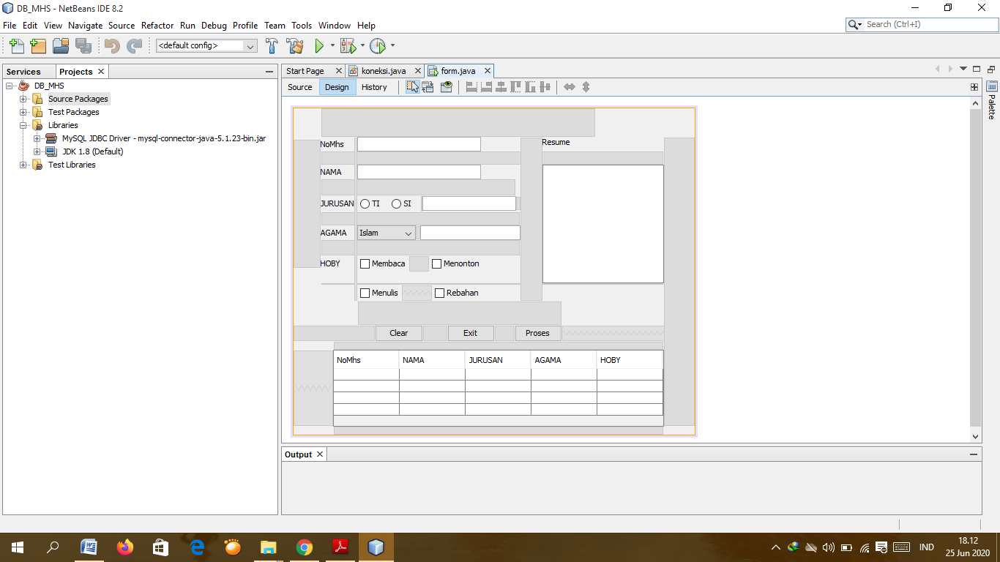 DB_MHS - NetBeans IDE 8.2
File Edit View Navigate Source Refactor Run Debug Profile Team Tools Window Help
Search (Ctrl+I)
<default config>
Services Projects
Start Page koneksi.java form.java
Source Design History
Palette
DB_MHS
Source Packages
Test Packages
Libraries
MySQL JDBC Driver - mysql-connector-java-5.1.23-bin.jar
JDK 1.8 (Default)
Test Libraries
NoMhs
Resume
NAMA
JURUSAN TI SI
AGAMA Islam
HOBY Membaca Menonton
Menulis Rebahan
Clear Exit Proses
NoMhs NAMA JURUSAN AGAMA HOBY
Output
IND
18.12
25 Jun 2020